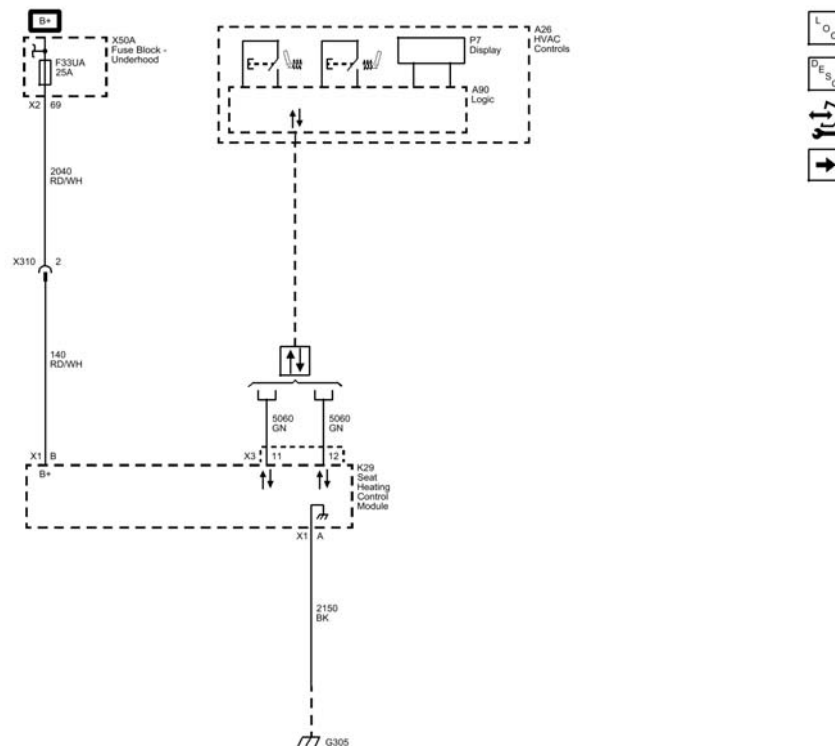 B+
X50A
Fuse Block -
Underhood
F33UA
25A
X2 69
2040
RD/WH
X310 2
140
RD/WH
X1 B
B+
A26
HVAC
Controls
P7
Display
A90
Logic
5060
GN
5060
GN
X3 11 12
K29
Seat
Heating
Control
Module
X1 A
2150
BK
G305
L O C
D E S C